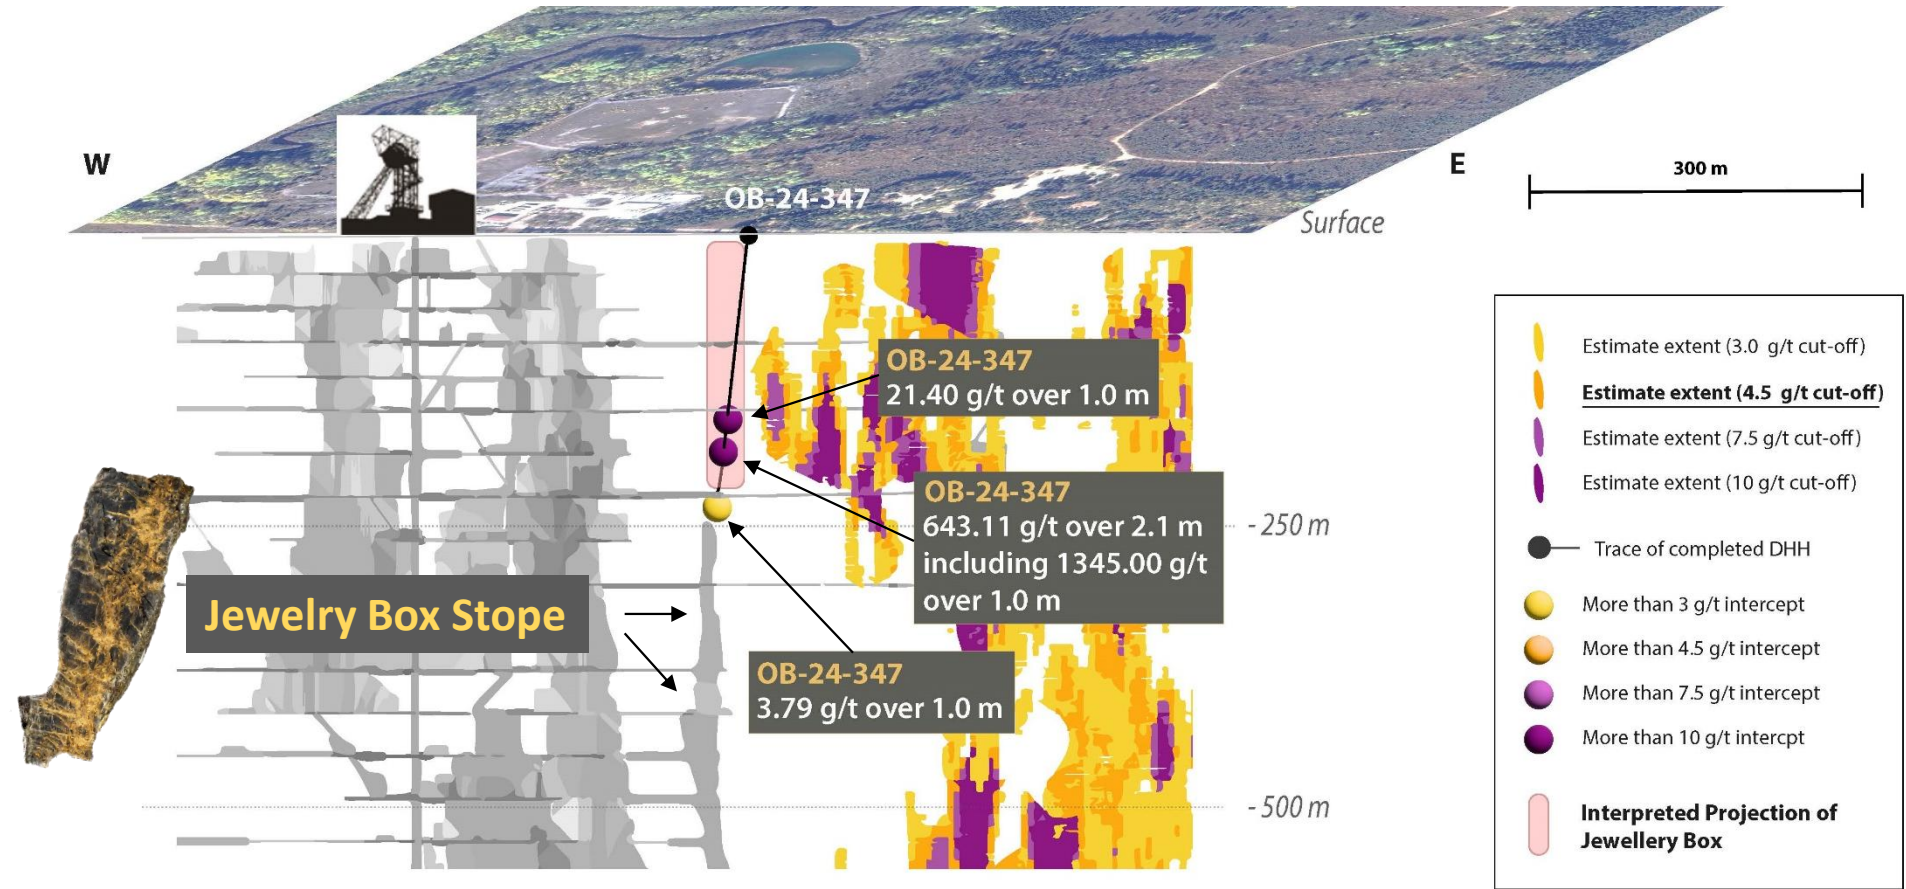 W
E
300 m
OB-24-347
Surface
OB-24-347
21.40 g/t over 1.0 m
OB-24-347
643.11 g/t over 2.1 m
including 1345.00 g/t
over 1.0 m
- 250 m
Jewelry Box Stope
OB-24-347
3.79 g/t over 1.0 m
- 500 m
Estimate extent (3.0 g/t cut-off)
Estimate extent (4.5 g/t cut-off)
Estimate extent (7.5 g/t cut-off)
Estimate extent (10 g/t cut-off)
Trace of completed DHH
More than 3 g/t intercept
More than 4.5 g/t intercept
More than 7.5 g/t intercept
More than 10 g/t intercpt
Interpreted Projection of
Jewellery Box